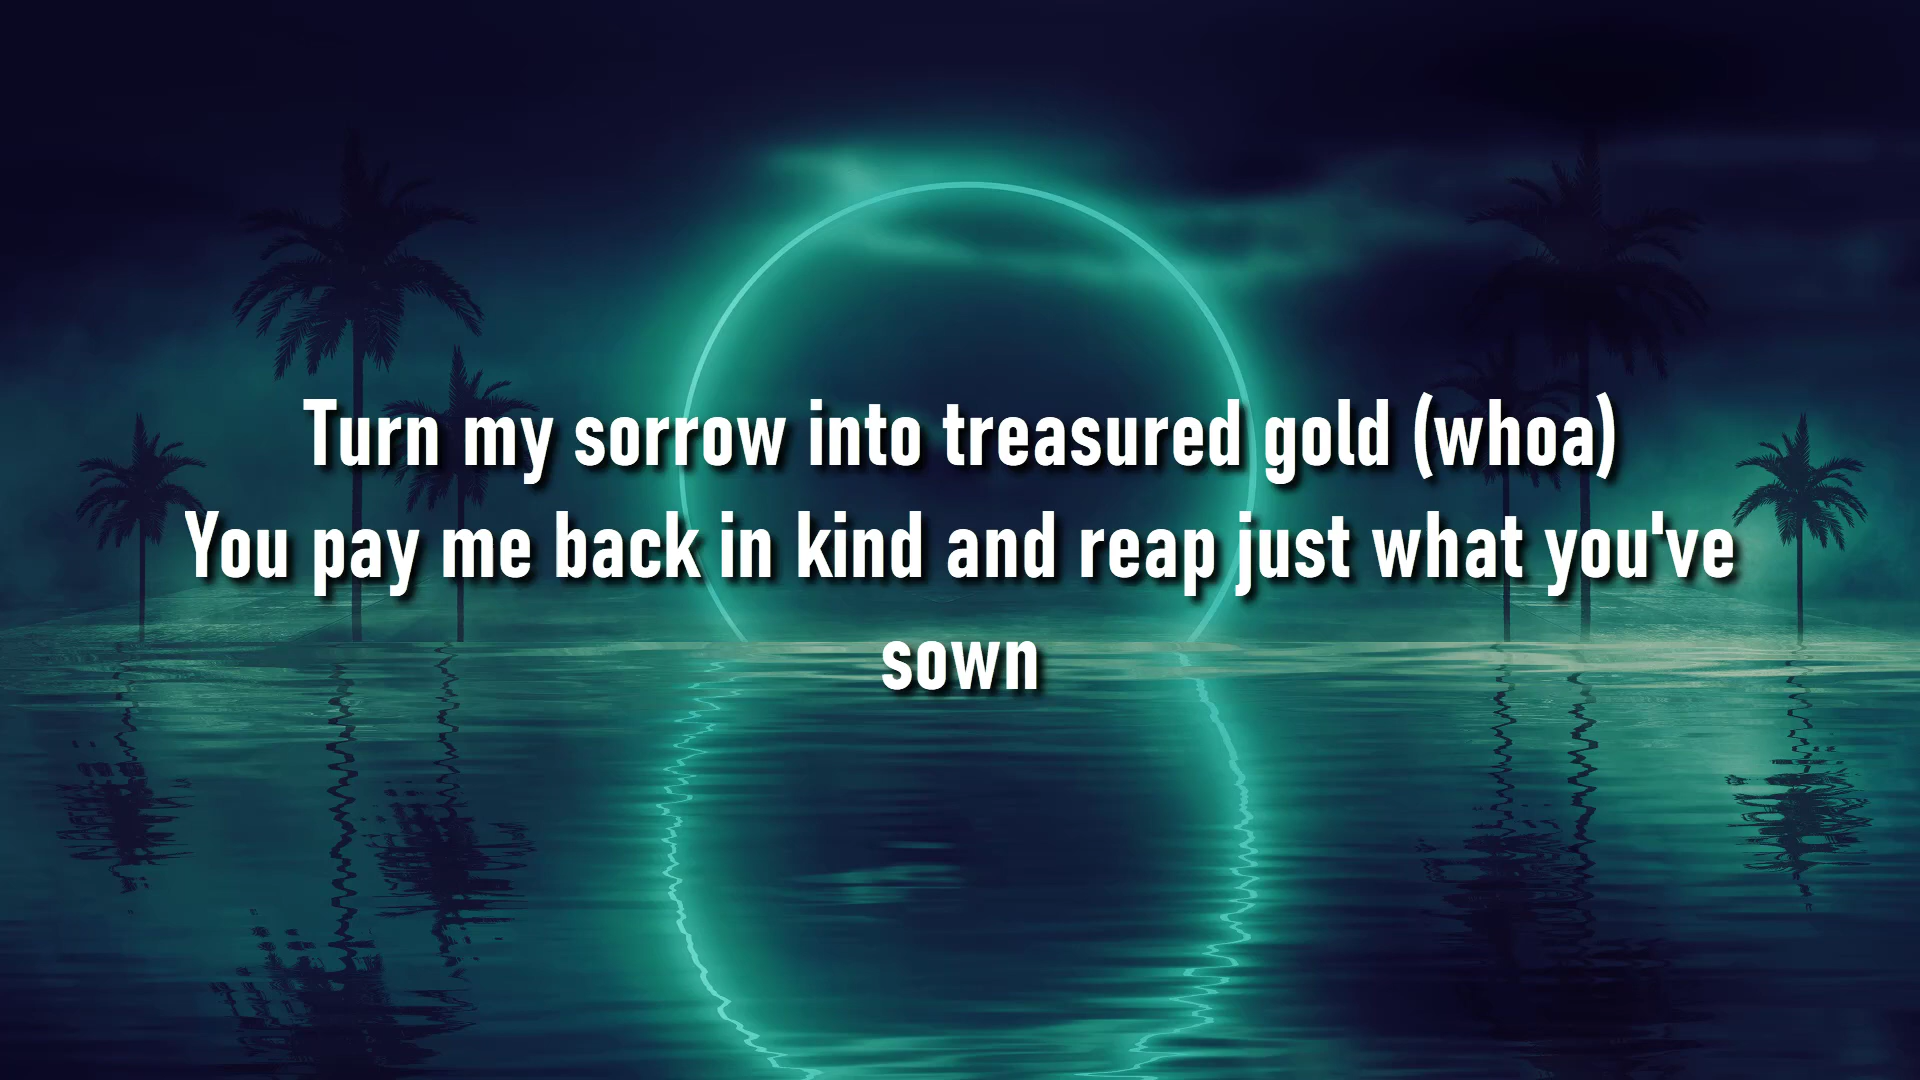 Turn my sorrow into treasured gold (whoa)
You pay me back in kind and reap just what you've
sown